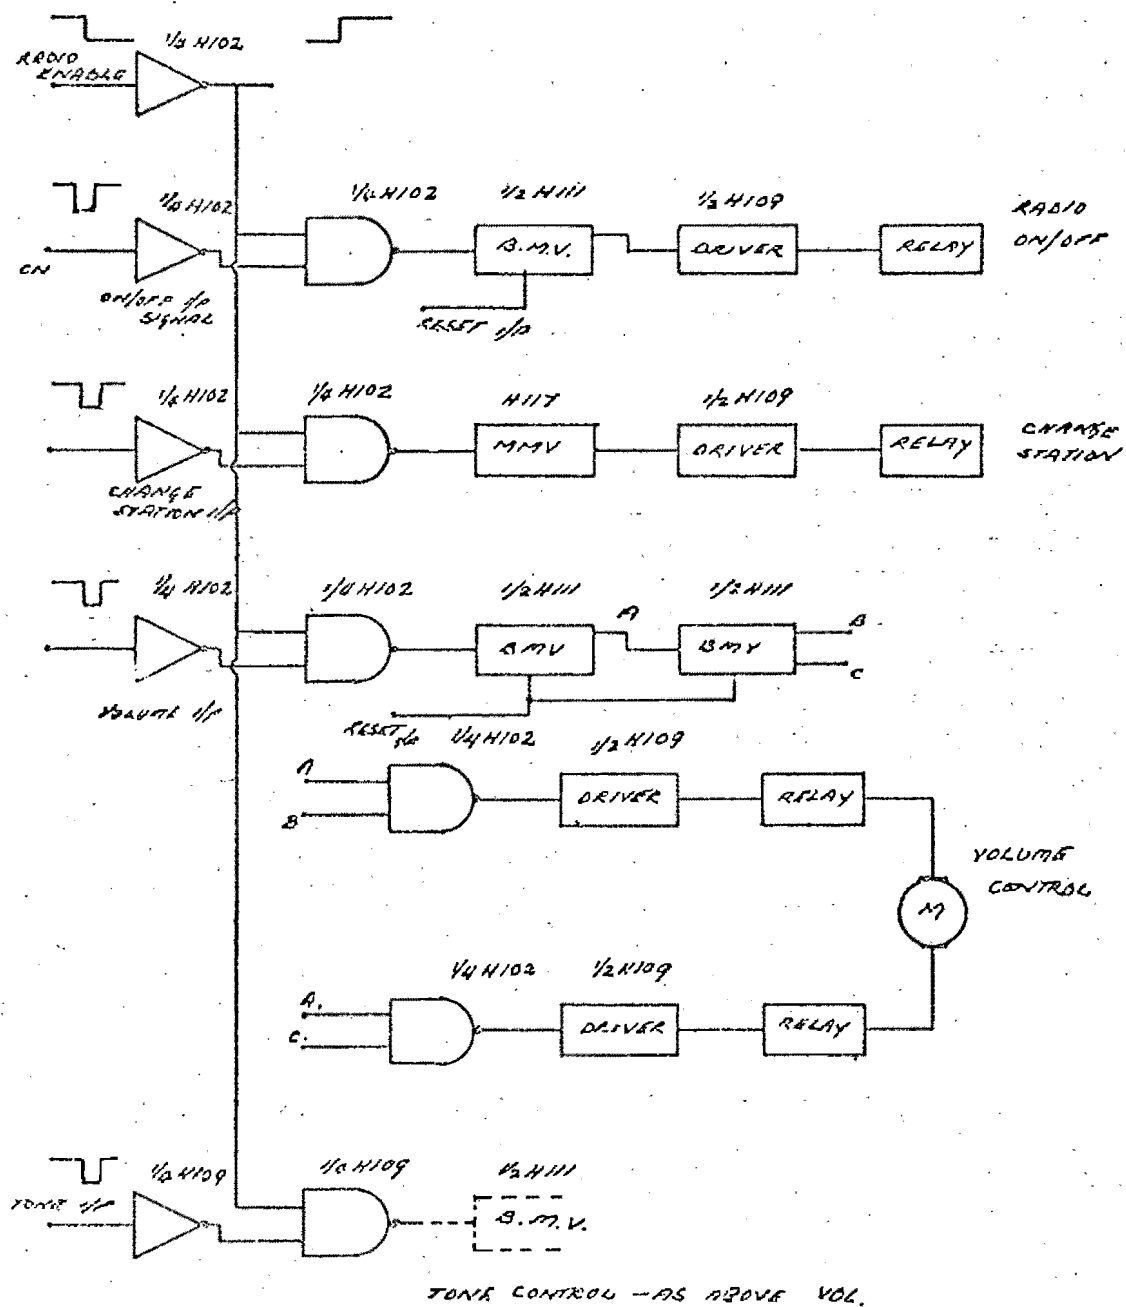 1/4 H102
RADIO
ENABLE
1/4 H102
1/4 H102
1/2 H111
1/2 H109
RADIO
ON/OFF
B.M.V.
DRIVER
RELAY
CN
ON/OFF I/P
SIGNAL
RESET I/P
1/4 H102
1/4 H102
H117
1/2 H109
CHANGE
STATION
MMV
DRIVER
RELAY
CHANGE
STATION I/P
1/4 H102
1/4 H102
1/2 H111
A
1/2 H111
B
BMV
BMV
C
VOLUME I/P
RESET I/P
1/4 H102
1/2 H109
A
B
DRIVER
RELAY
VOLUME
CONTROL
M
1/4 H102
1/2 H109
A.
C.
DRIVER
RELAY
1/4 H109
1/4 H109
1/2 H111
TONE I/P
B.M.V.
TONE CONTROL - AS ABOVE VOL.